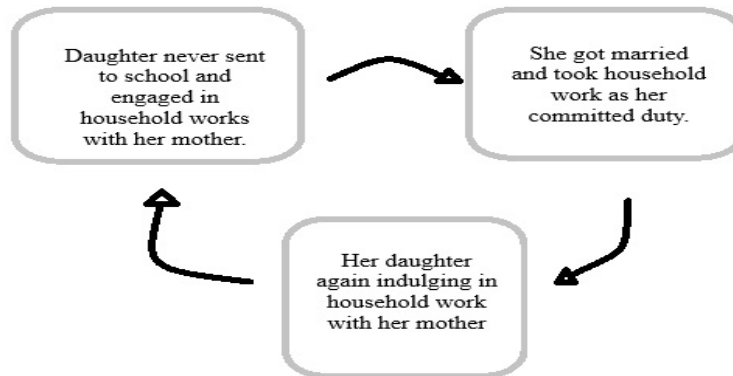 Daughter never sent
to school and
engaged in
household works
with her mother.
She got married
and took household
work as her
committed duty.
Her daughter
again indulging in
household work
with her mother